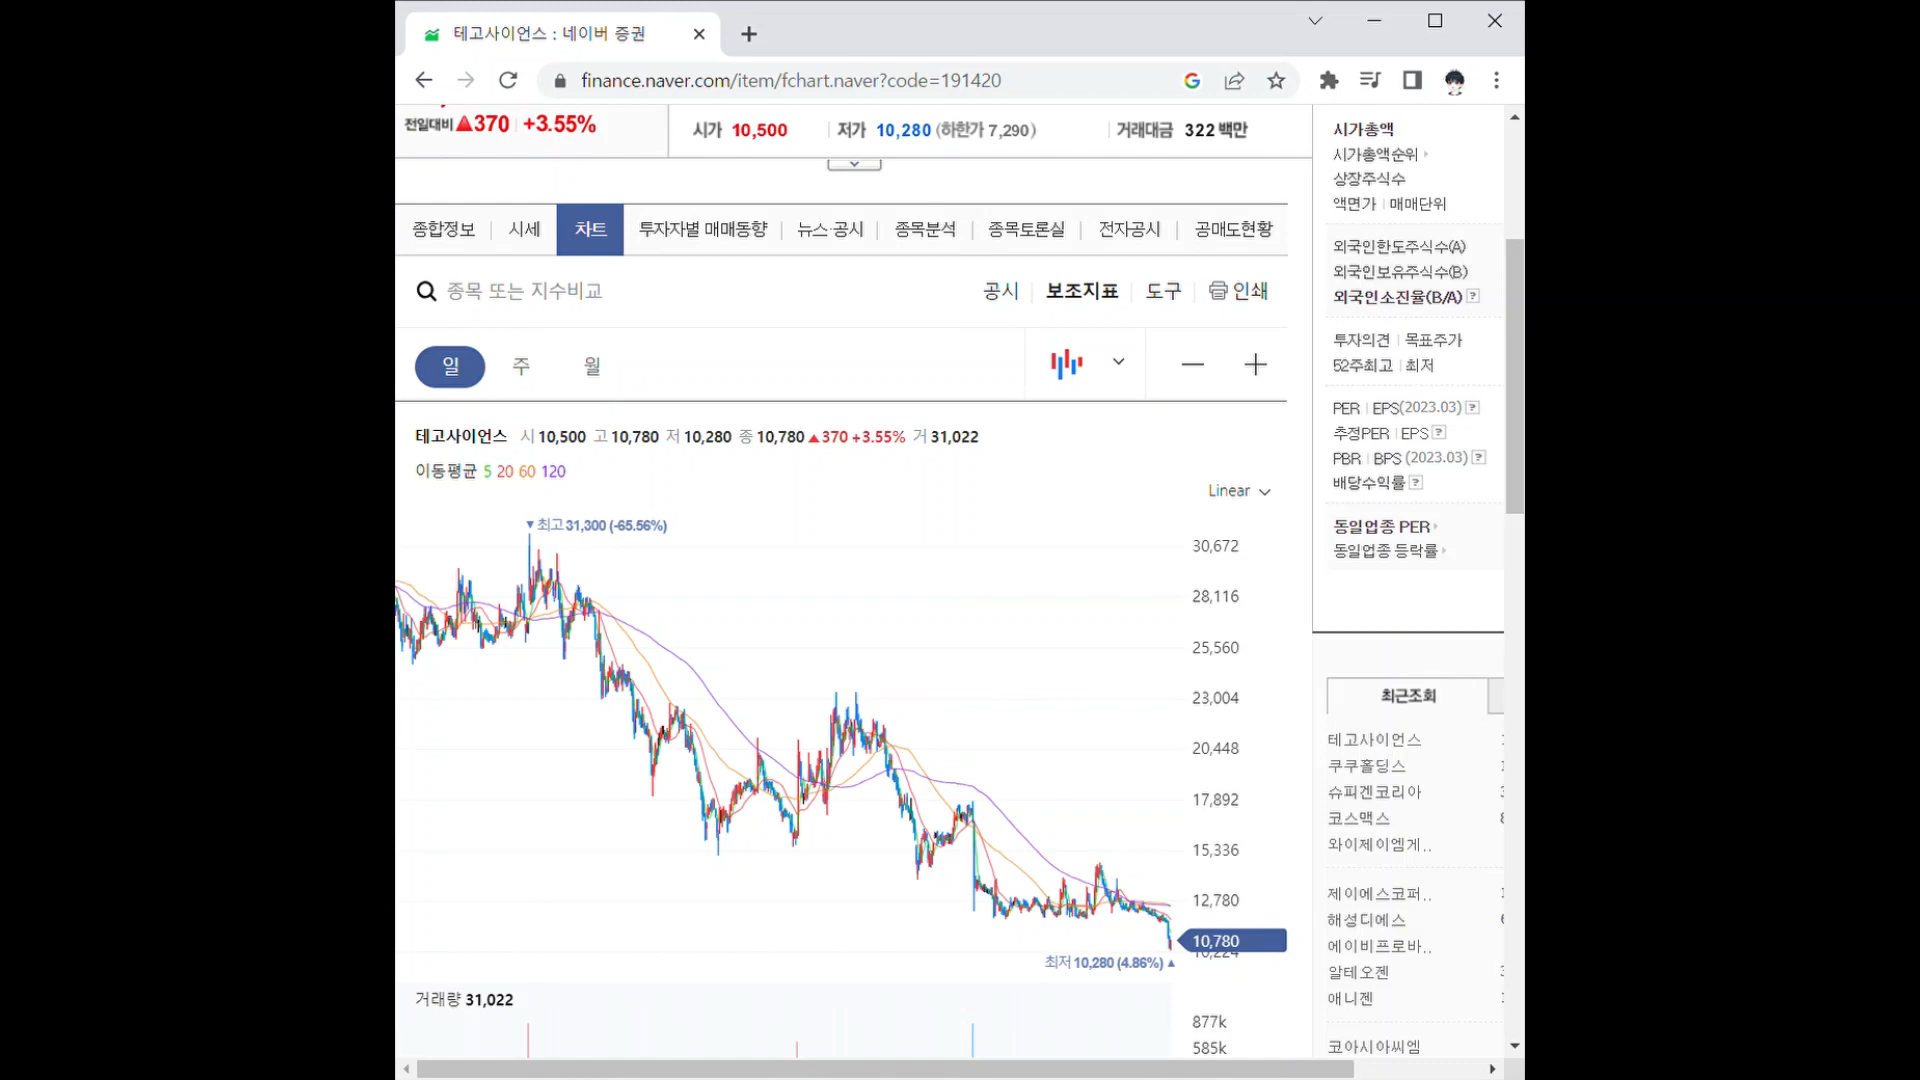 테고사이언스 : 네이버 증권
finance.naver.com/item/fchart.naver?code=191420
전일대비 ▲370 +3.55%
시가 10,500 저가 10,280 (하한가 7,290) 거래대금 322 백만
종합정보 시세 차트 투자자별 매매동향 뉴스·공시 종목분석 종목토론실 전자공시 공매도현황
종목 또는 지수비교
공시 보조지표 도구 인쇄
일 주 월
테고사이언스 시 10,500 고 10,780 저 10,280 종 10,780 ▲370 +3.55% 거 31,022
이동평균 5 20 60 120
Linear
▼최고 31,300 (-65.56%)
30,672
28,116
25,560
23,004
20,448
17,892
15,336
12,780
10,780
10,224
최저 10,280 (4.86%) ▲
거래량 31,022
877k
585k
시가총액
시가총액순위
상장주식수
액면가 매매단위
외국인한도주식수(A)
외국인보유주식수(B)
외국인소진율(B/A) ?
투자의견 목표주가
52주최고 최저
PER EPS(2023.03) ?
추정PER EPS ?
PBR BPS (2023.03) ?
배당수익률 ?
동일업종 PER
동일업종 등락률
최근조회
테고사이언스
쿠쿠홀딩스
슈피겐코리아
코스맥스
와이제이엠게..
제이에스코퍼..
해성디에스
에이비프로바..
알테오젠
애니젠
코아시아씨엠